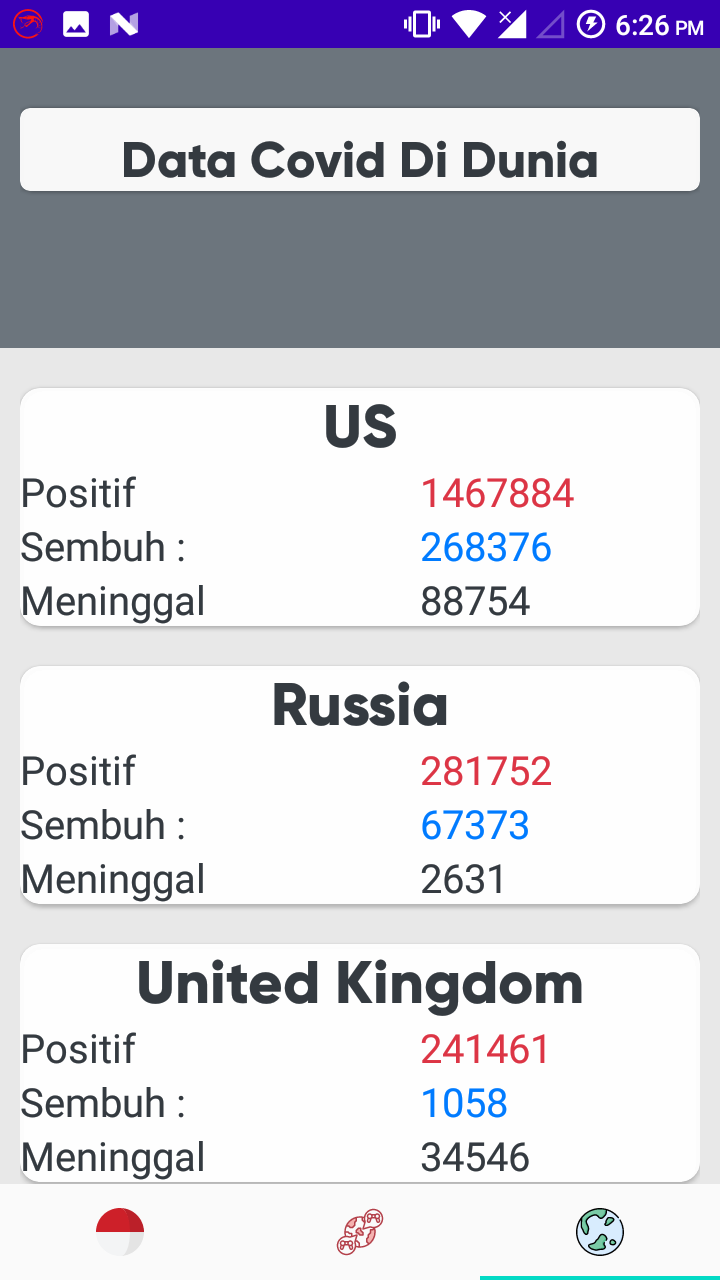 6:26 PM
Data Covid Di Dunia
US
Positif 1467884
Sembuh : 268376
Meninggal 88754
Russia
Positif 281752
Sembuh : 67373
Meninggal 2631
United Kingdom
Positif 241461
Sembuh : 1058
Meninggal 34546